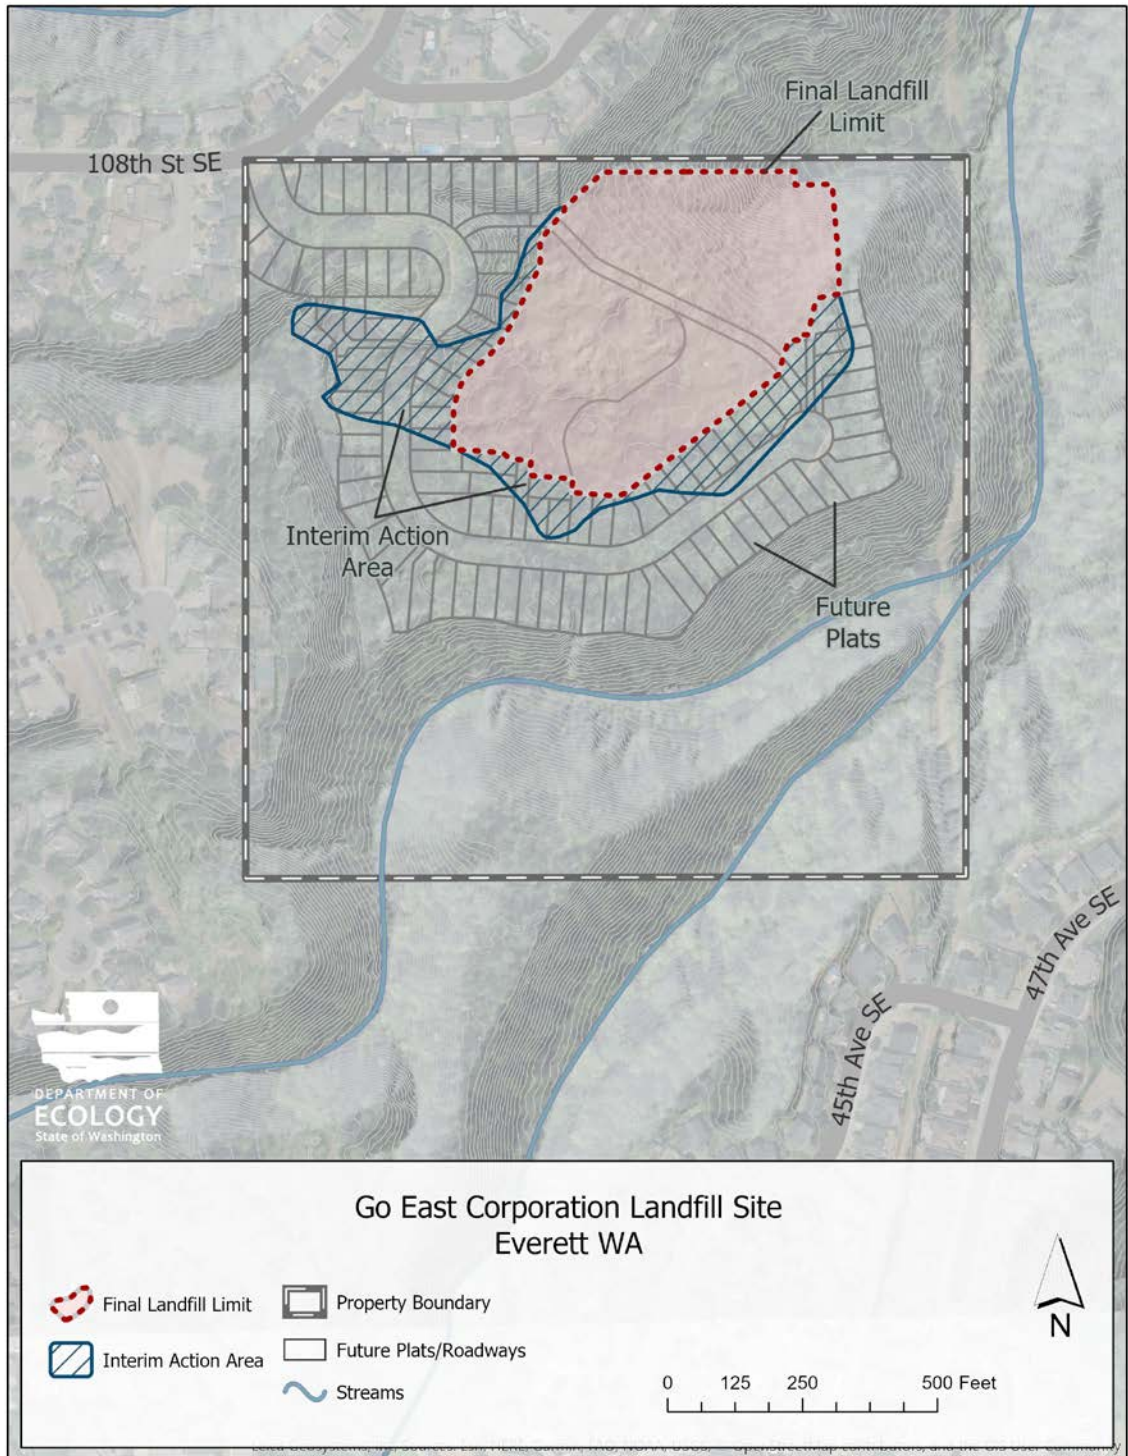 Final Landfill
Limit
108th St SE
Interim Action
Area
Future
Plats
47th Ave SE
45th Ave SE
DEPARTMENT OF
ECOLOGY
State of Washington
Go East Corporation Landfill Site
Everett WA
Final Landfill Limit
Property Boundary
Interim Action Area
Future Plats/Roadways
Streams
N
0 125 250 500 Feet